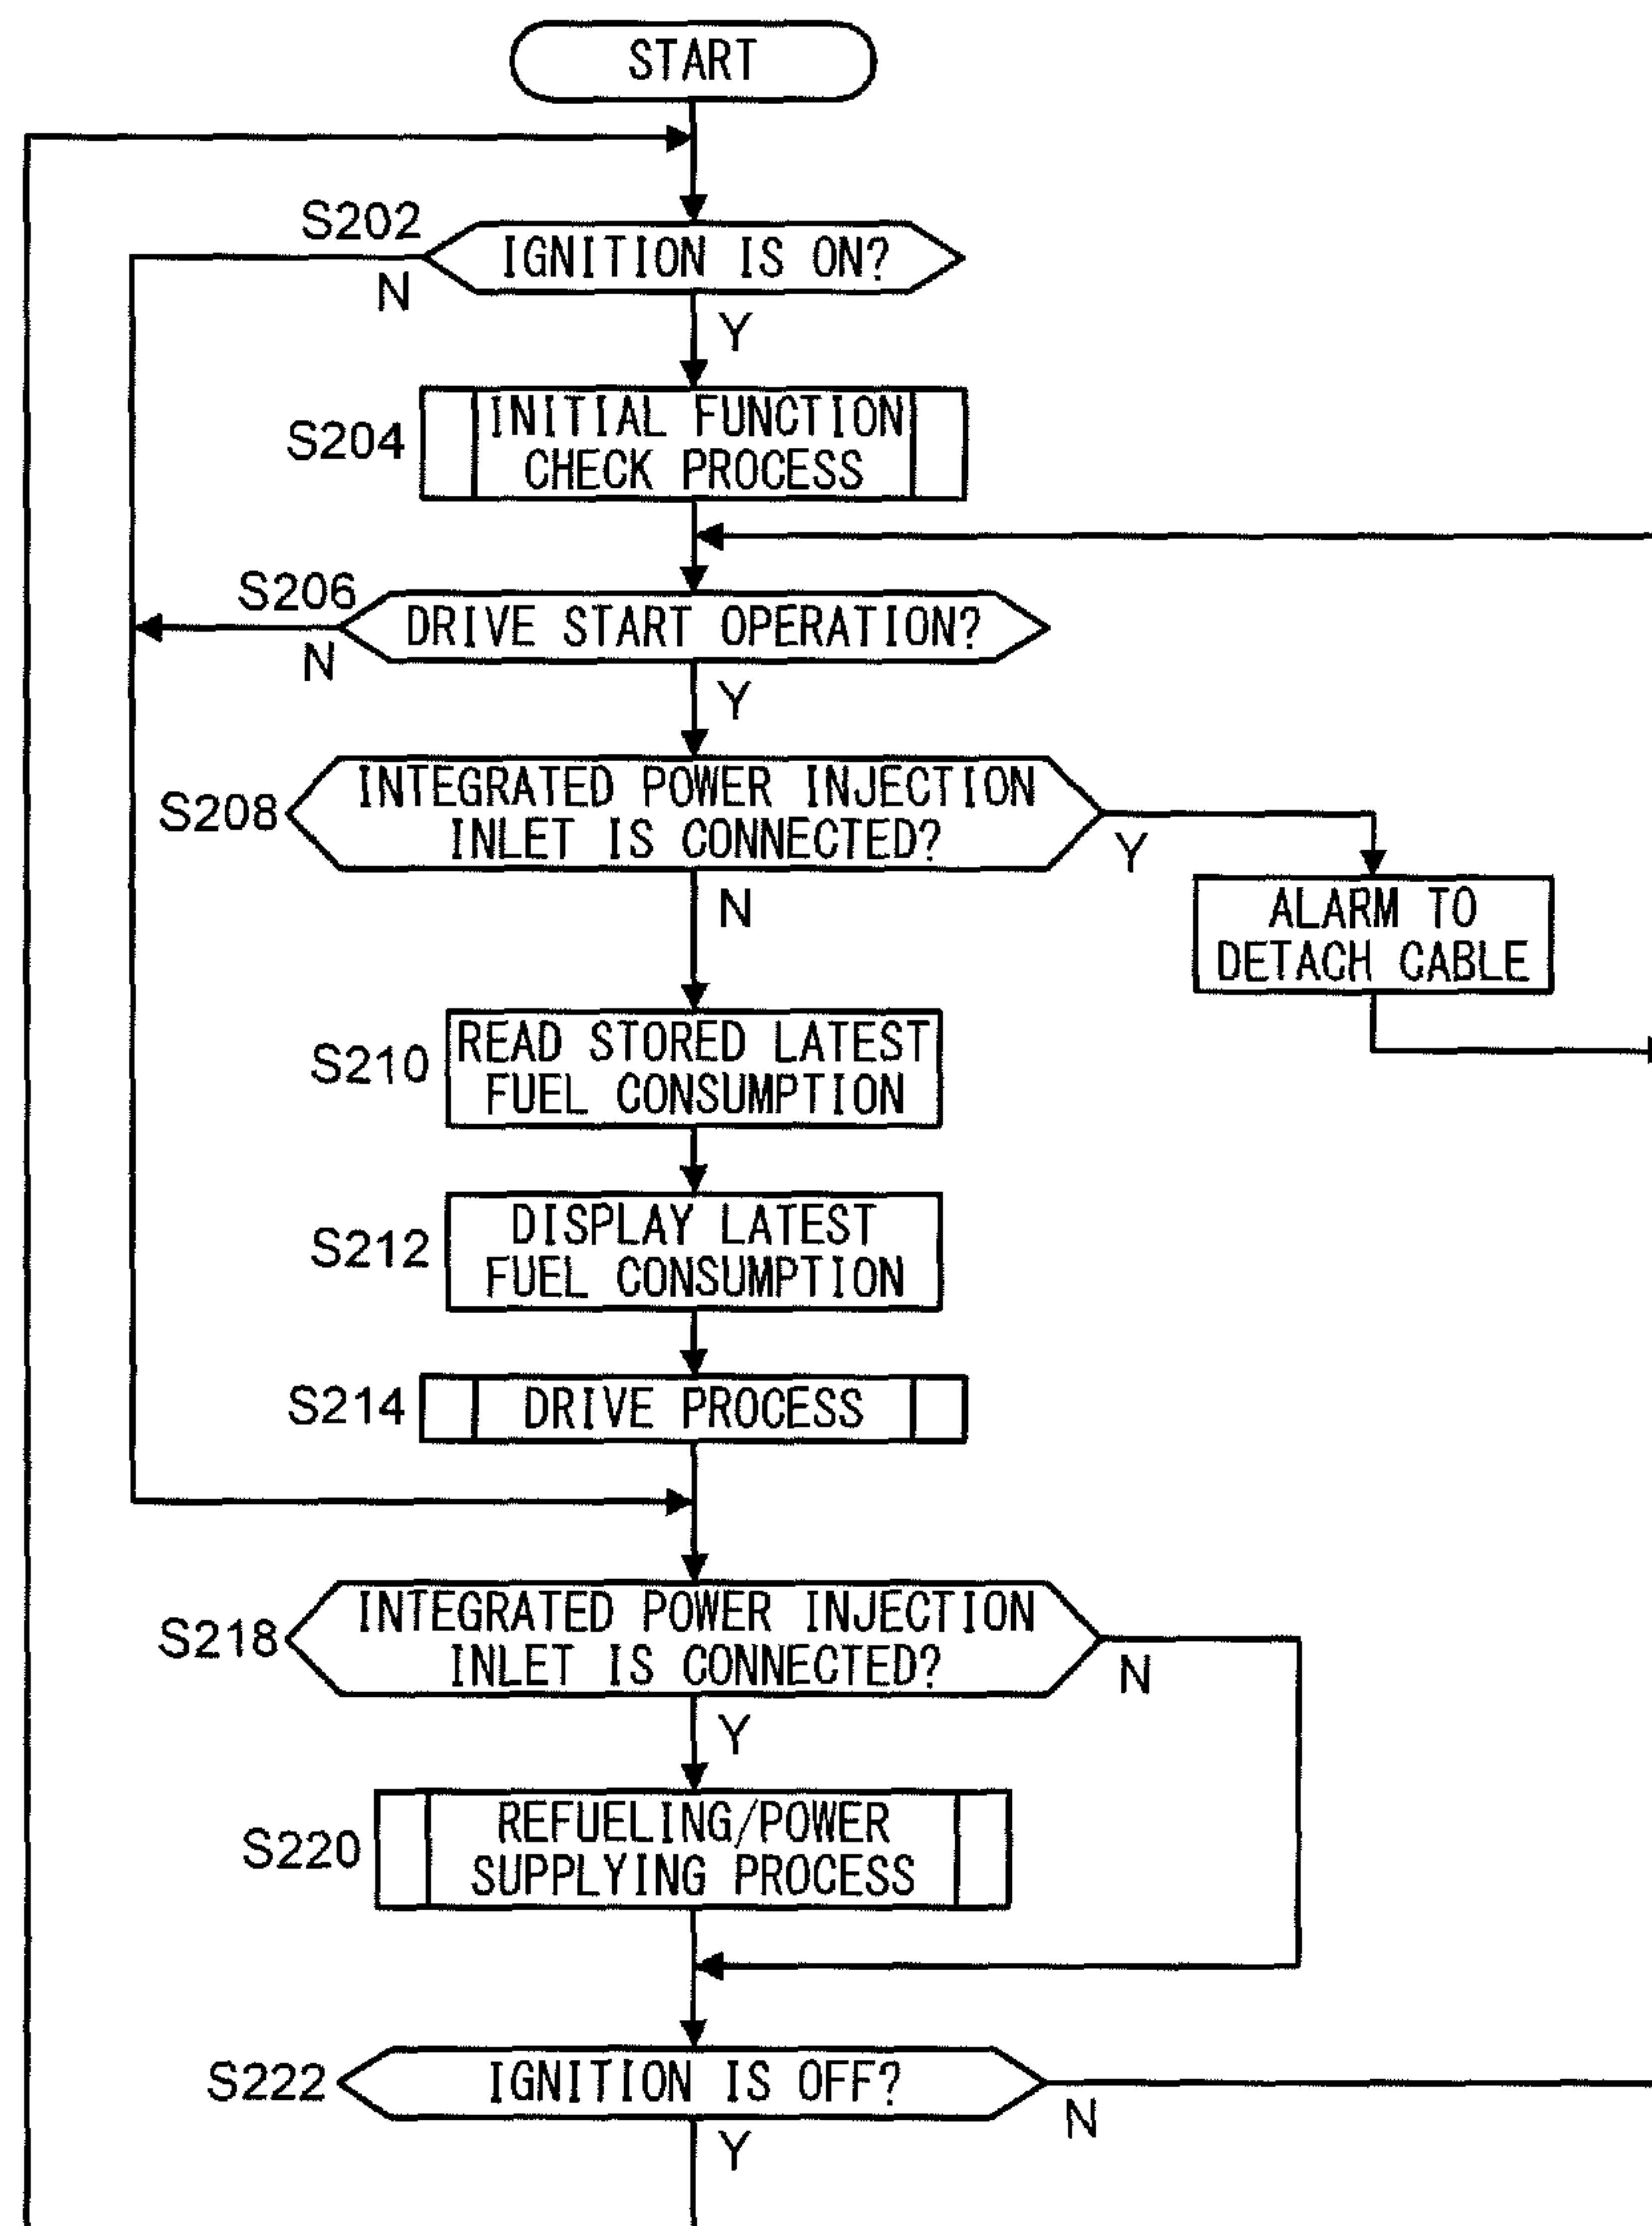 START
S202
IGNITION IS ON?
N
Y
S204
INITIAL FUNCTION
CHECK PROCESS
S206
DRIVE START OPERATION?
N
Y
S208
INTEGRATED POWER INJECTION
INLET IS CONNECTED?
Y
N
ALARM TO
DETACH CABLE
S210
READ STORED LATEST
FUEL CONSUMPTION
S212
DISPLAY LATEST
FUEL CONSUMPTION
S214
DRIVE PROCESS
S218
INTEGRATED POWER INJECTION
INLET IS CONNECTED?
N
Y
S220
REFUELING/POWER
SUPPLYING PROCESS
S222
IGNITION IS OFF?
N
Y